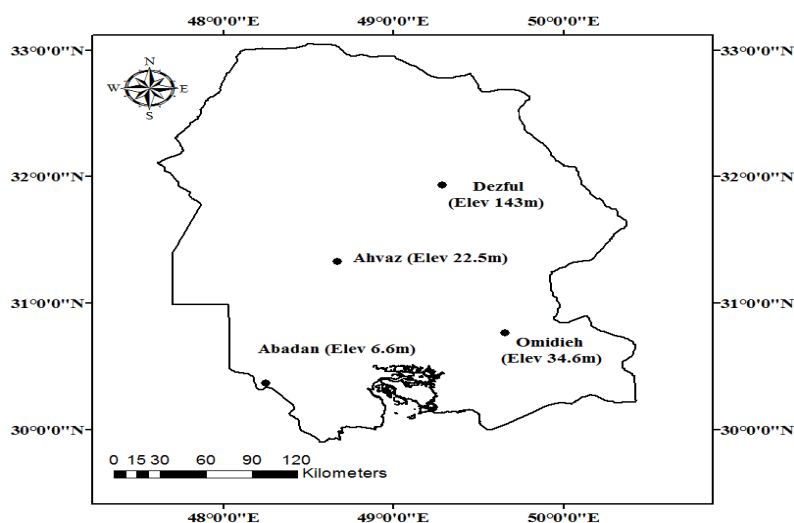 48°0'0"E 49°0'0"E 50°0'0"E
33°0'0"N 33°0'0"N
N
W E
S
32°0'0"N 32°0'0"N
Dezful
(Elev 143m)
Ahvaz (Elev 22.5m)
31°0'0"N 31°0'0"N
Omidieh
(Elev 34.6m)
Abadan (Elev 6.6m)
30°0'0"N 30°0'0"N
0 15 30 60 90 120
Kilometers
48°0'0"E 49°0'0"E 50°0'0"E